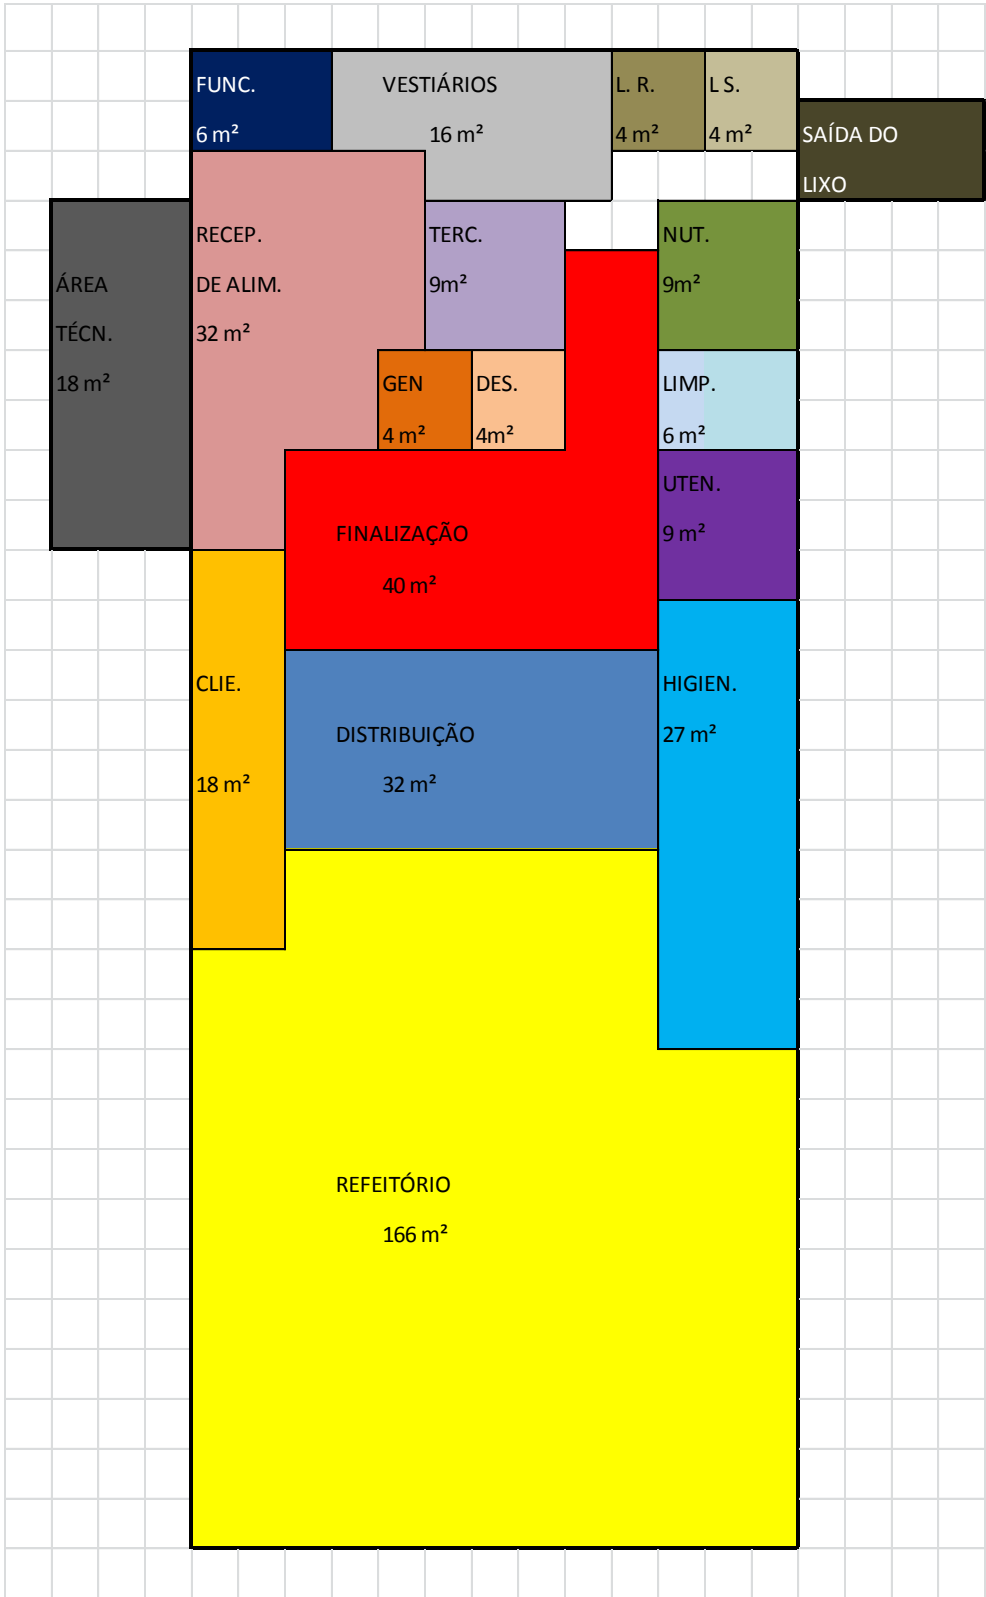 FUNC.
6 m²
VESTIÁRIOS
16 m²
L. R.
4 m²
L S.
4 m²
SAÍDA DO
LIXO
ÁREA
TÉCN.
18 m²
RECEP.
DE ALIM.
32 m²
TERC.
9m²
NUT.
9m²
GEN
4 m²
DES.
4m²
LIMP.
6 m²
UTEN.
9 m²
FINALIZAÇÃO
40 m²
CLIE.
18 m²
DISTRIBUIÇÃO
32 m²
HIGIEN.
27 m²
REFEITÓRIO
166 m²